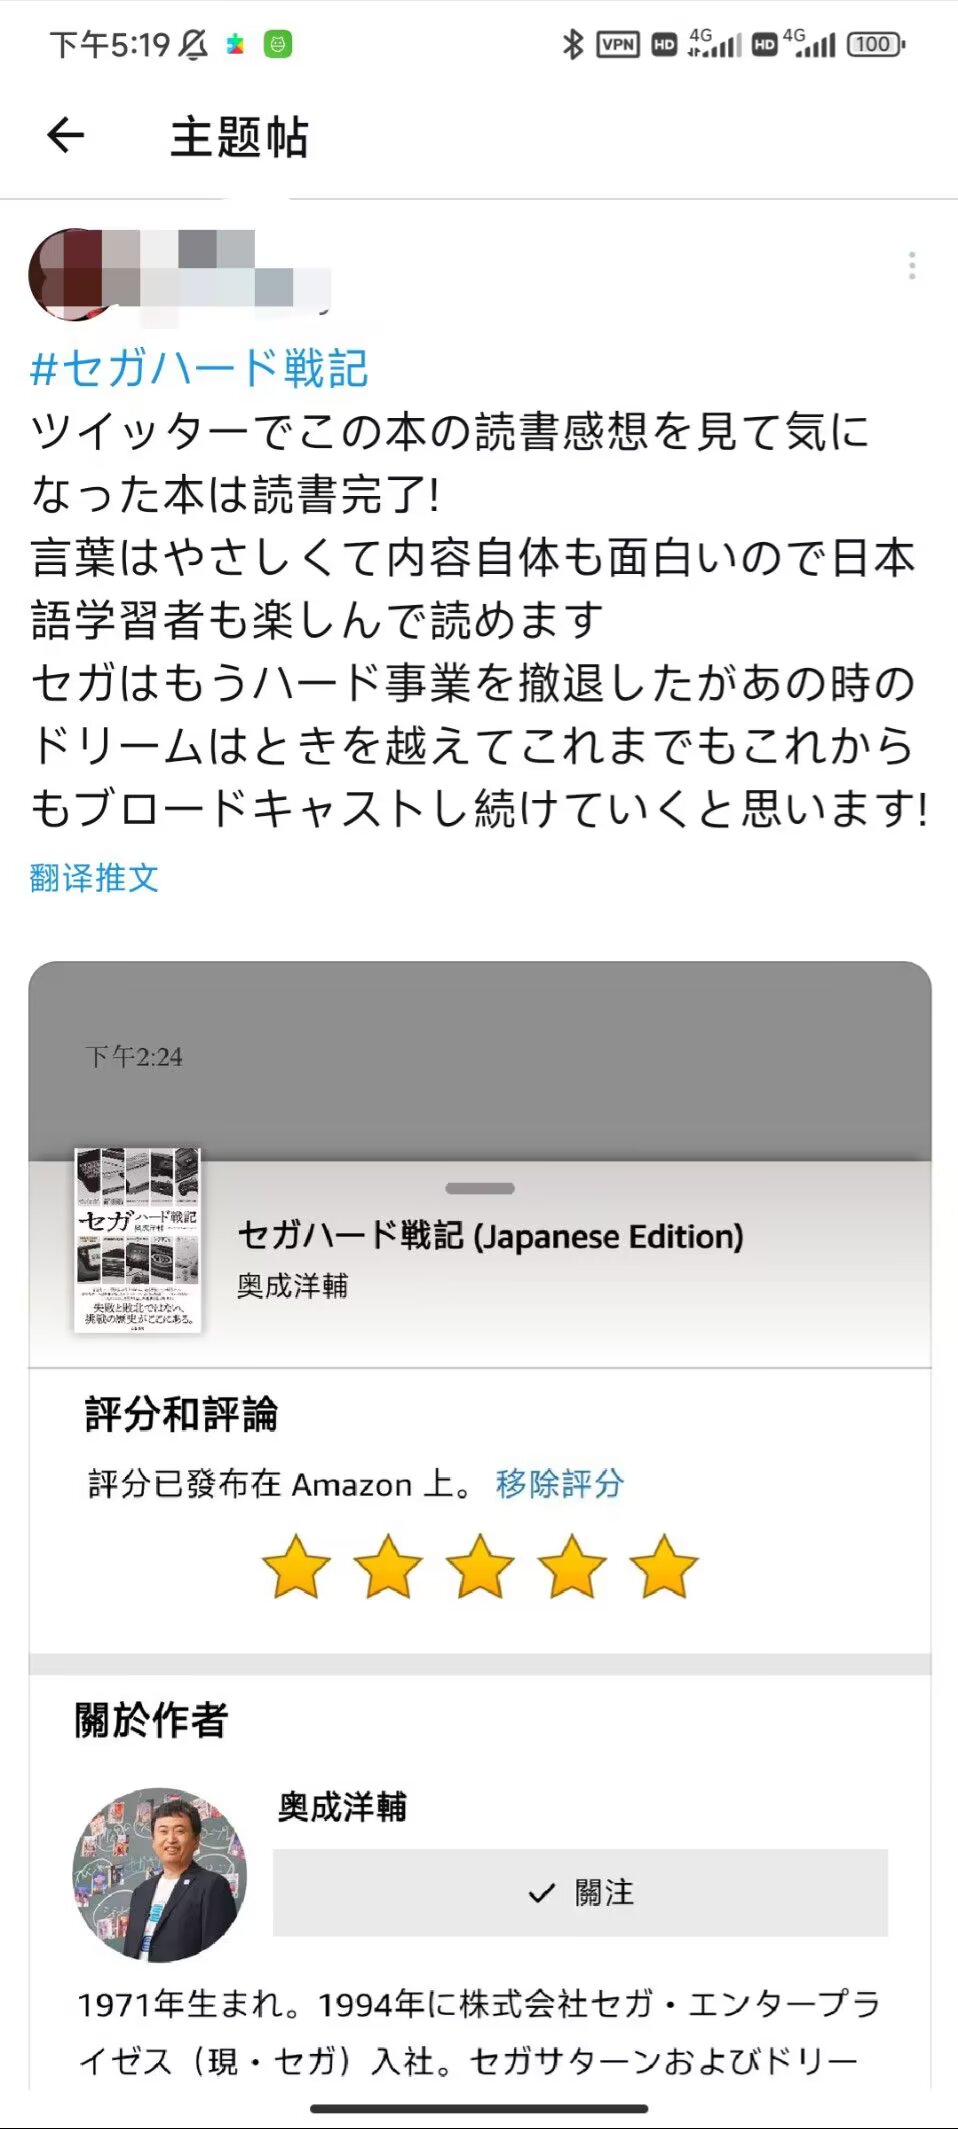 下午5:19 VPN HD 4G HD 4G 100
主题帖
#セガハード戦記
ツイッターでこの本の読書感想を見て気に
なった本は読書完了!
言葉はやさしくて内容自体も面白いので日本
語学習者も楽しんで読めます
セガはもうハード事業を撤退したがあの時の
ドリームはときを越えてこれまでもこれから
もブロードキャストし続けていくと思います!
翻译推文
下午2:24
セガハード戦記
奥成洋輔
失敗と敗北ではない、
挑戦の歴史がここにある。
セガハード戦記 (Japanese Edition)
奥成洋輔
評分和評論
評分已發布在 Amazon 上。 移除評分
關於作者
奥成洋輔
關注
1971年生まれ。1994年に株式会社セガ・エンタープラ
イゼス（現・セガ）入社。セガサターンおよびドリー